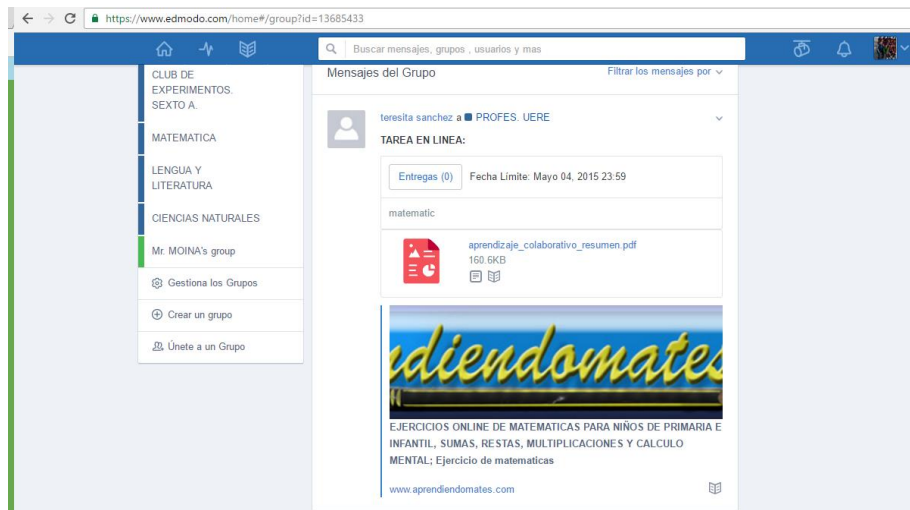 https://www.edmodo.com/home#/group?id=13685433
Buscar mensajes, grupos , usuarios y mas
CLUB DE
EXPERIMENTOS.
SEXTO A.
MATEMATICA
LENGUA Y
LITERATURA
CIENCIAS NATURALES
Mr. MOINA's group
Gestiona los Grupos
Crear un grupo
Únete a un Grupo
Mensajes del Grupo
Filtrar los mensajes por
teresita sanchez a PROFES. UERE
TAREA EN LINEA:
Entregas (0) Fecha Límite: Mayo 04, 2015 23:59
matematic
aprendizaje_colaborativo_resumen.pdf
160.6KB
ndiendomates
EJERCICIOS ONLINE DE MATEMATICAS PARA NIÑOS DE PRIMARIA E
INFANTIL, SUMAS, RESTAS, MULTIPLICACIONES Y CALCULO
MENTAL; Ejercicio de matematicas
www.aprendiendomates.com